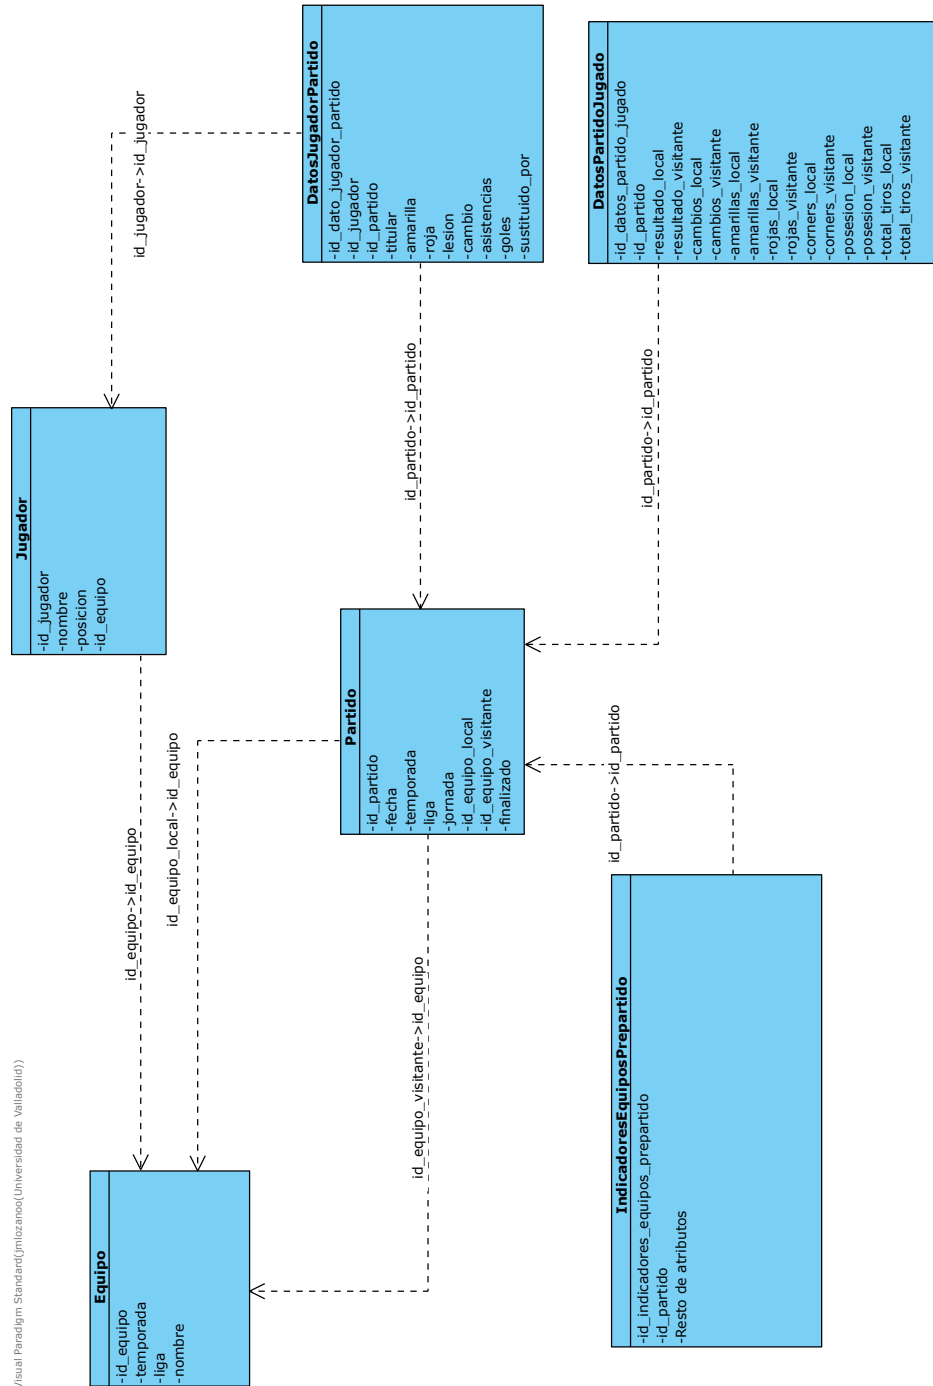 Visual Paradigm Standard(jmlozanoo(Universidad de Valladolid))
Equipo
-id_equipo
-temporada
-liga
-nombre
id_equipo->id_equipo
id_equipo_local->id_equipo
id_equipo_visitante->id_equipo
Jugador
-id_jugador
-nombre
-posicion
-id_equipo
Partido
-id_partido
-fecha
-temporada
-liga
-jornada
-id_equipo_local
-id_equipo_visitante
-finalizado
IndicadoresEquiposPrepartido
-id_indicadores_equipos_prepartido
-id_partido
-Resto de atributos
id_partido->id_partido
id_jugador->id_jugador
id_partido->id_partido
id_partido->id_partido
DatosJugadorPartido
-id_dato_jugador_partido
-id_jugador
-id_partido
-titular
-amarilla
-roja
-lesion
-cambio
-asistencias
-goles
-sustituido_por
DatosPartidoJugado
-id_datos_partido_jugado
-id_partido
-resultado_local
-resultado_visitante
-cambios_local
-cambios_visitante
-amarillas_local
-amarillas_visitante
-rojas_local
-rojas_visitante
-corners_local
-corners_visitante
-posesion_local
-posesion_visitante
-total_tiros_local
-total_tiros_visitante